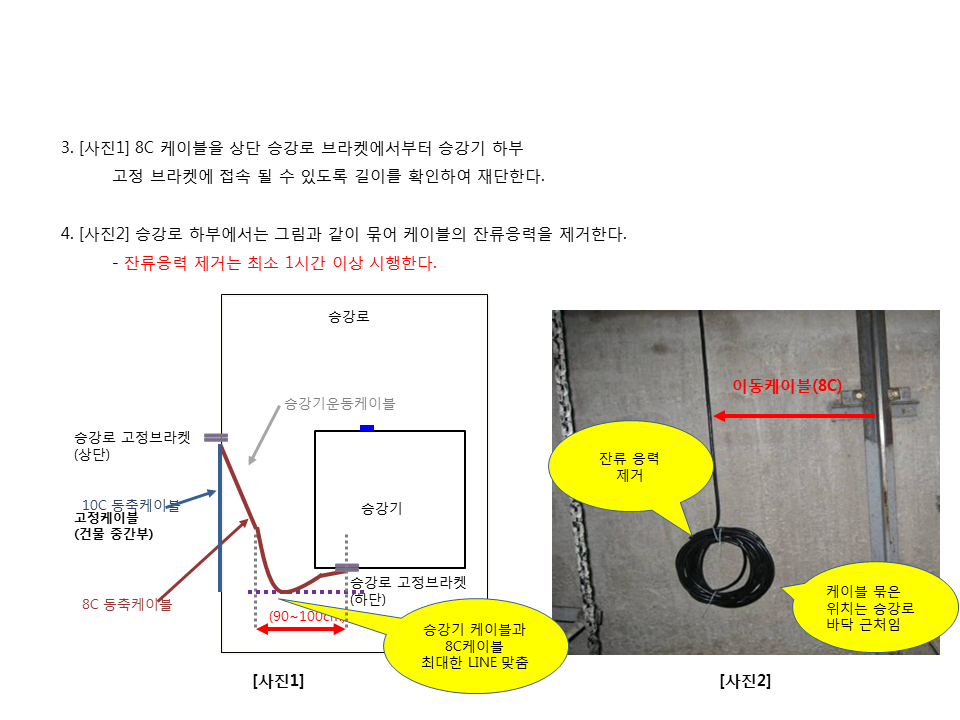 3. [사진1] 8C 케이블을 상단 승강로 브라켓에서부터 승강기 하부
고정 브라켓에 접속 될 수 있도록 길이를 확인하여 재단한다.
4. [사진2] 승강로 하부에서는 그림과 같이 묶어 케이블의 잔류응력을 제거한다.
- 잔류응력 제거는 최소 1시간 이상 시행한다.
승강로
승강기운동케이블
승강로 고정브라켓
(상단)
10C 동축케이블
고정케이블
(건물 중간부)
승강기
승강로 고정브라켓
(하단)
8C 동축케이블
(90~100cm)
승강기 케이블과
8C케이블
최대한 LINE 맞춤
[사진1]
이동케이블(8C)
잔류 응력
제거
케이블 묶은
위치는 승강로
바닥 근처임
[사진2]